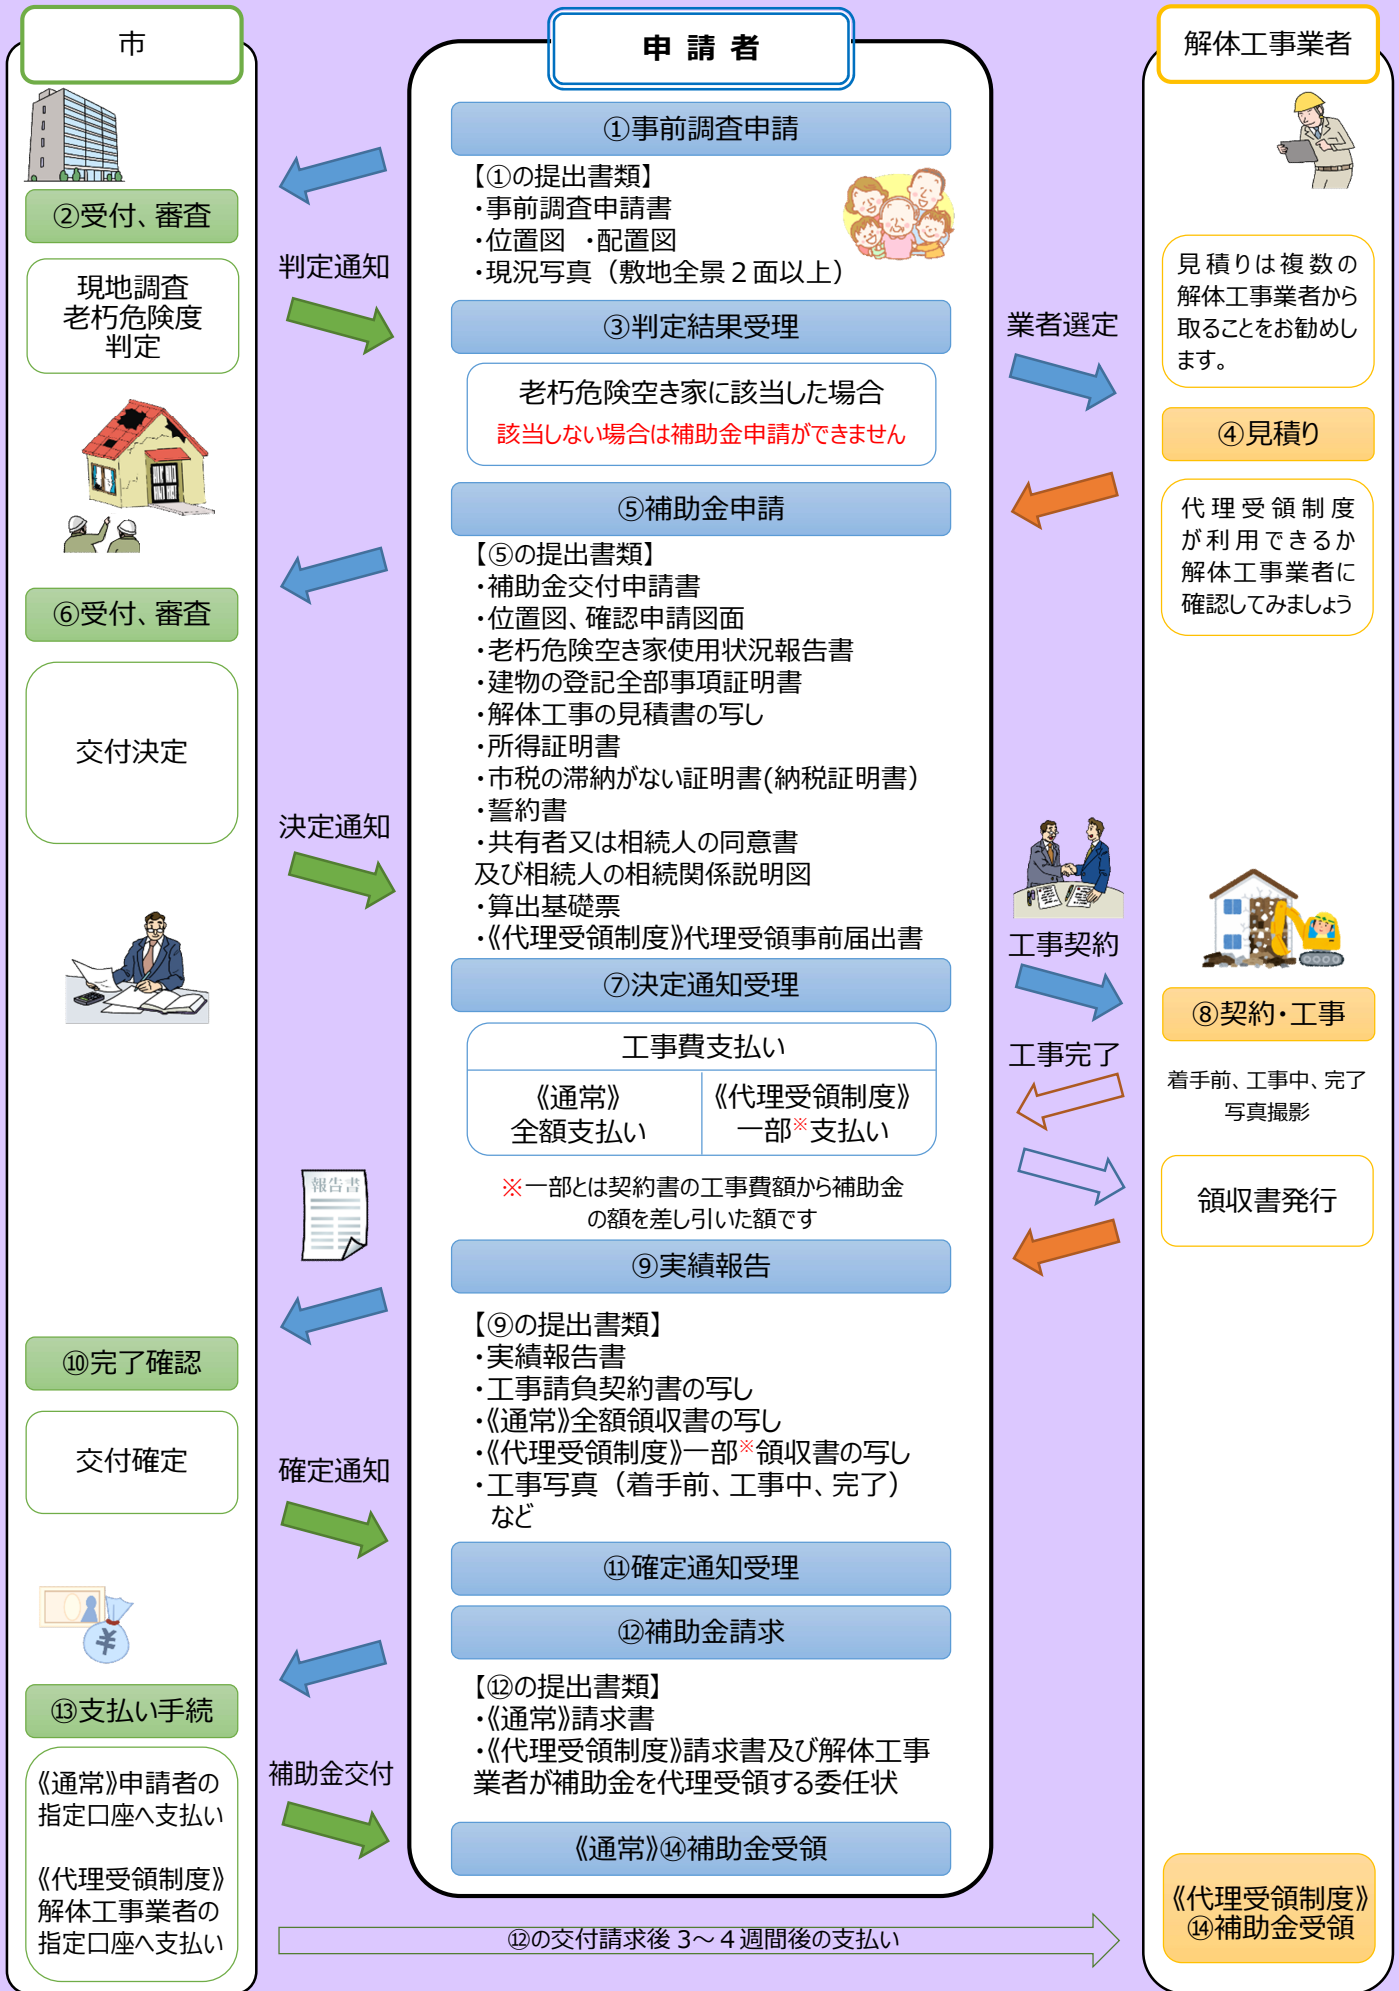 市
申請者
解体工事業者
①事前調査申請
【①の提出書類】
・事前調査申請書
・位置図 ・配置図
・現況写真（敷地全景２面以上）
②受付、審査
現地調査
老朽危険度
判定
判定通知
③判定結果受理
老朽危険空き家に該当した場合
該当しない場合は補助金申請ができません
業者選定
見積りは複数の
解体工事業者から
取ることをお勧めし
ます。
④見積り
代理受領制度
が利用できるか
解体工事業者に
確認してみましょう
⑤補助金申請
【⑤の提出書類】
・補助金交付申請書
・位置図、確認申請図面
・老朽危険空き家使用状況報告書
・建物の登記全部事項証明書
・解体工事の見積書の写し
・所得証明書
・市税の滞納がない証明書(納税証明書）
・誓約書
・共有者又は相続人の同意書
及び相続人の相続関係説明図
・算出基礎票
・《代理受領制度》代理受領事前届出書
⑥受付、審査
交付決定
決定通知
⑦決定通知受理
工事契約
⑧契約・工事
着手前、工事中、完了
写真撮影
工事完了
工事費支払い
《通常》
全額支払い
《代理受領制度》
一部※支払い
※一部とは契約書の工事費額から補助金
の額を差し引いた額です
領収書発行
報告書
⑨実績報告
【⑨の提出書類】
・実績報告書
・工事請負契約書の写し
・《通常》全額領収書の写し
・《代理受領制度》一部※領収書の写し
・工事写真（着手前、工事中、完了）
など
⑩完了確認
交付確定
確定通知
⑪確定通知受理
⑫補助金請求
【⑫の提出書類】
・《通常》請求書
・《代理受領制度》請求書及び解体工事
業者が補助金を代理受領する委任状
¥
⑬支払い手続
《通常》申請者の
指定口座へ支払い
《代理受領制度》
解体工事業者の
指定口座へ支払い
補助金交付
《通常》⑭補助金受領
⑫の交付請求後３～４週間後の支払い
《代理受領制度》
⑭補助金受領